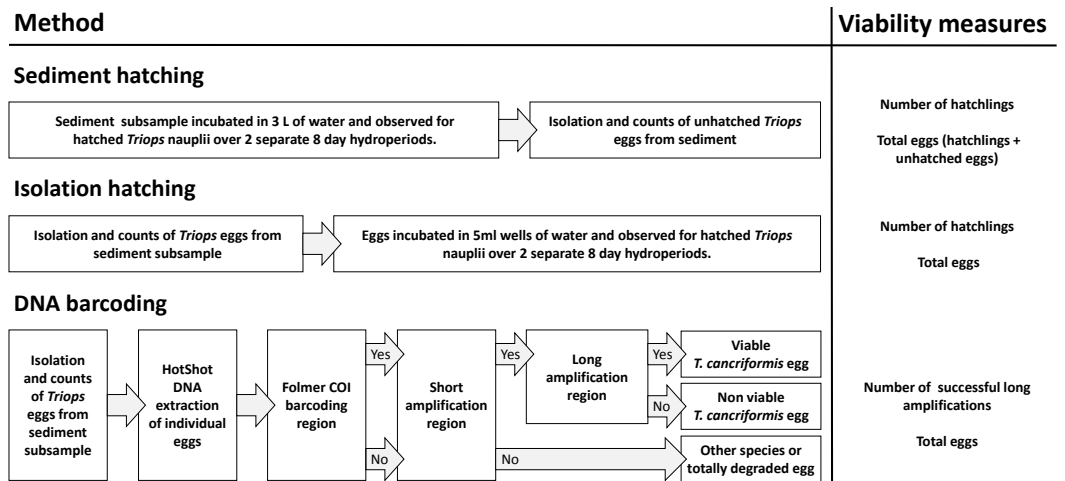 Method
Viability measures
Sediment hatching
Sediment subsample incubated in 3 L of water and observed for
hatched Triops nauplii over 2 separate 8 day hydroperiods.
Isolation and counts of unhatched Triops
eggs from sediment
Number of hatchlings
Total eggs (hatchlings +
unhatched eggs)
Isolation hatching
Isolation and counts of Triops eggs from
sediment subsample
Eggs incubated in 5ml wells of water and observed for hatched Triops
nauplii over 2 separate 8 day hydroperiods.
Number of hatchlings
Total eggs
DNA barcoding
Isolation
and counts
of Triops
eggs from
sediment
subsample
HotShot
DNA
extraction
of individual
eggs
Folmer COI
barcoding
region
Yes
No
Short
amplification
region
Yes
No
Long
amplification
region
Yes
No
Viable
T. cancriformis egg
Non viable
T. cancriformis egg
Other species or
totally degraded egg
Number of successful long
amplifications
Total eggs